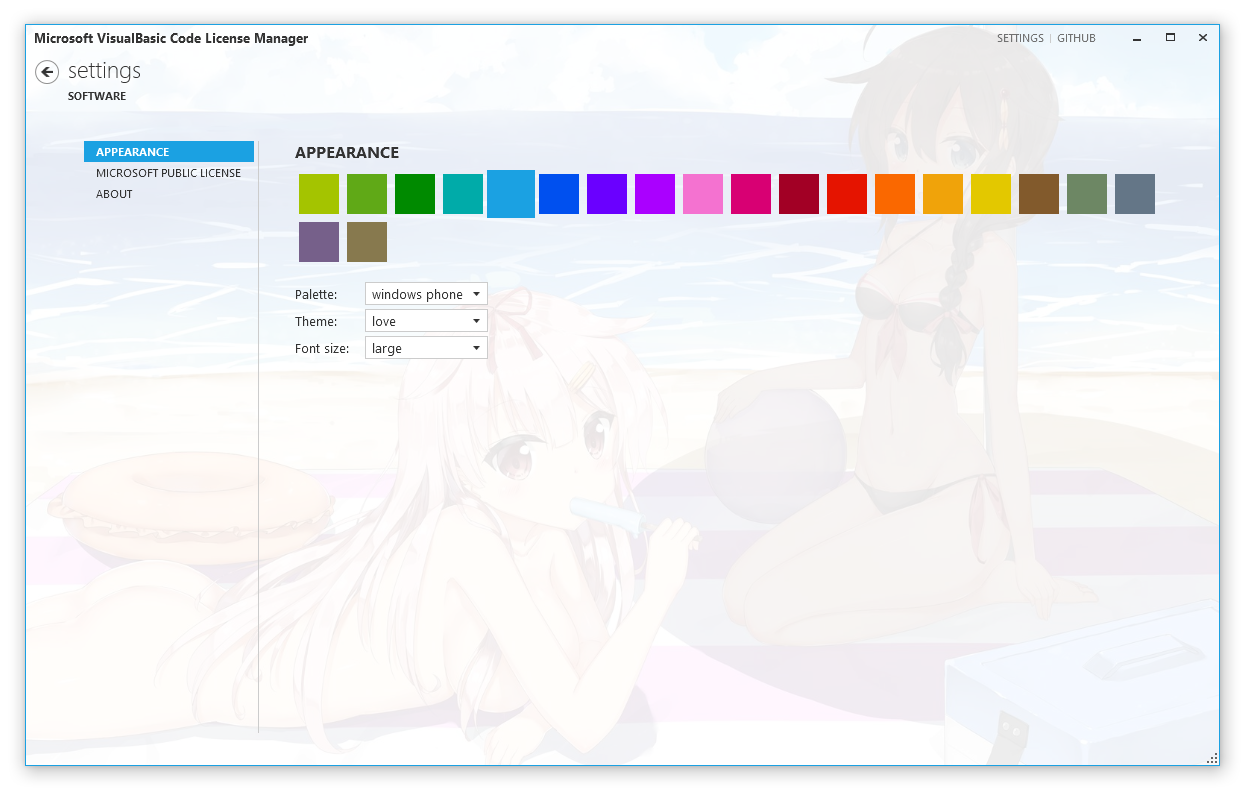 Microsoft VisualBasic Code License Manager
SETTINGS | GITHUB
settings
SOFTWARE
APPEARANCE
MICROSOFT PUBLIC LICENSE
ABOUT
APPEARANCE
Palette: windows phone
Theme: love
Font size: large